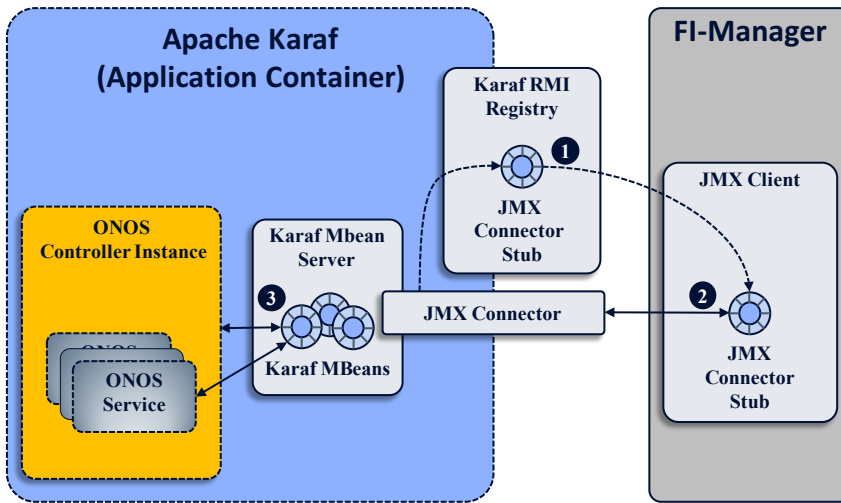 Apache Karaf
(Application Container)
FI-Manager
Karaf RMI
Registry
1
JMX
Connector
Stub
JMX Client
ONOS
Controller Instance
Karaf Mbean
Server
3
Karaf MBeans
JMX Connector
2
JMX
Connector
Stub
ONOS
ONOS
Service